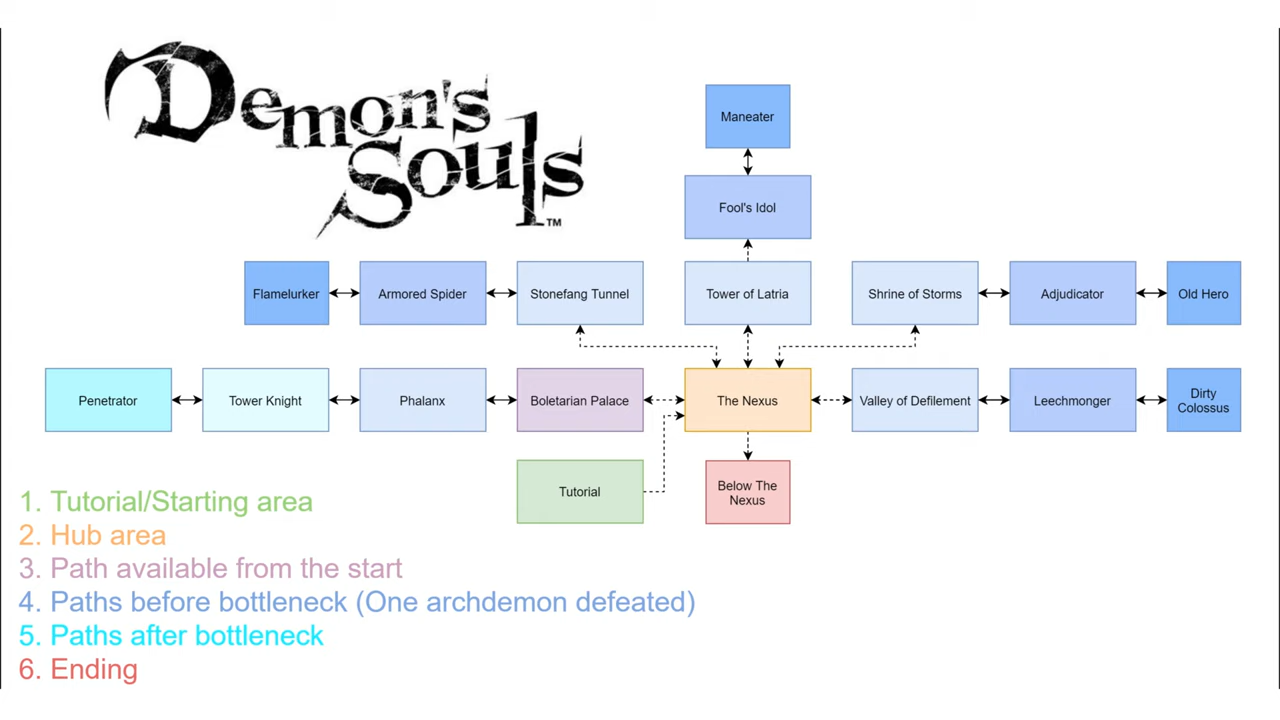 Demon's
Souls
TM
Maneater
Fool's Idol
Flamelurker
Armored Spider
Stonefang Tunnel
Tower of Latria
Shrine of Storms
Adjudicator
Old Hero
Penetrator
Tower Knight
Phalanx
Boletarian Palace
The Nexus
Valley of Defilement
Leechmonger
Dirty
Colossus
Tutorial
Below The
Nexus
1. Tutorial/Starting area
2. Hub area
3. Path available from the start
4. Paths before bottleneck (One archdemon defeated)
5. Paths after bottleneck
6. Ending